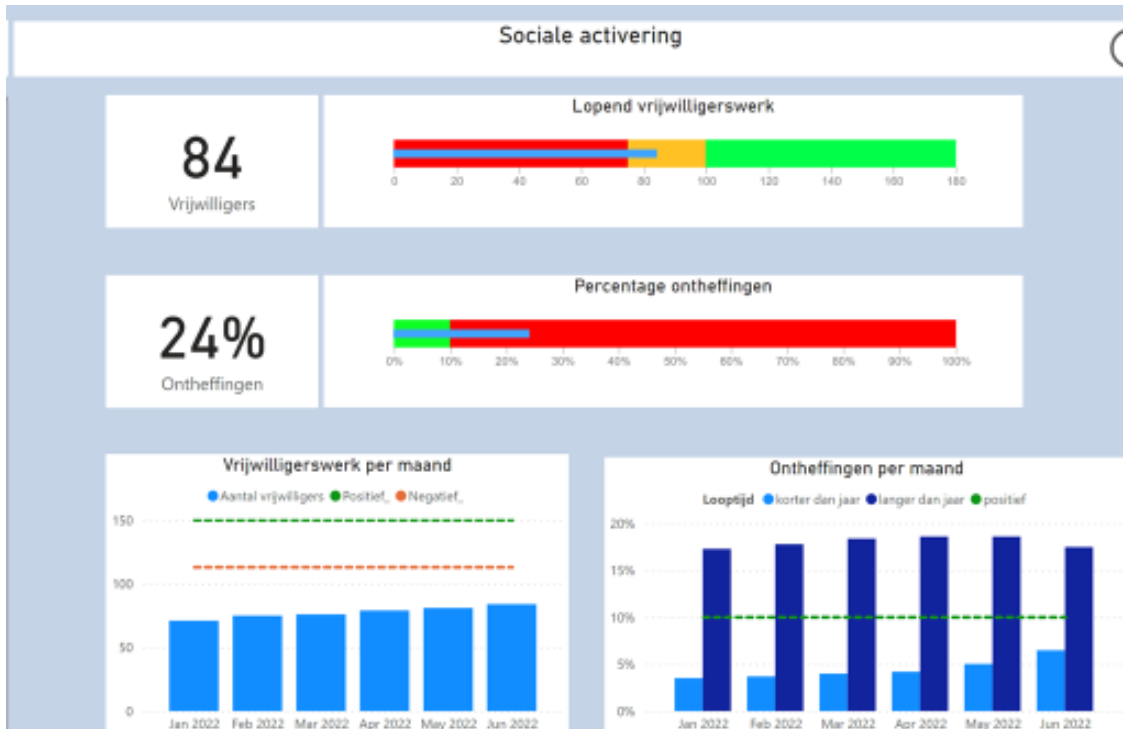 Sociale activering
84
Vrijwilligers
Lopend vrijwilligerswerk
0 20 40 60 80 100 120 140 160 180
24%
Ontheffingen
Percentage ontheffingen
0% 10% 20% 30% 40% 50% 60% 70% 80% 90% 100%
Vrijwilligerswerk per maand
Aantal vrijwilligers Positief_ Negatief_
150
100
50
0
Jan 2022 Feb 2022 Mar 2022 Apr 2022 May 2022 Jun 2022
Ontheffingen per maand
Looptijd korter dan jaar langer dan jaar positief
20%
15%
10%
5%
0%
Jan 2022 Feb 2022 Mar 2022 Apr 2022 May 2022 Jun 2022